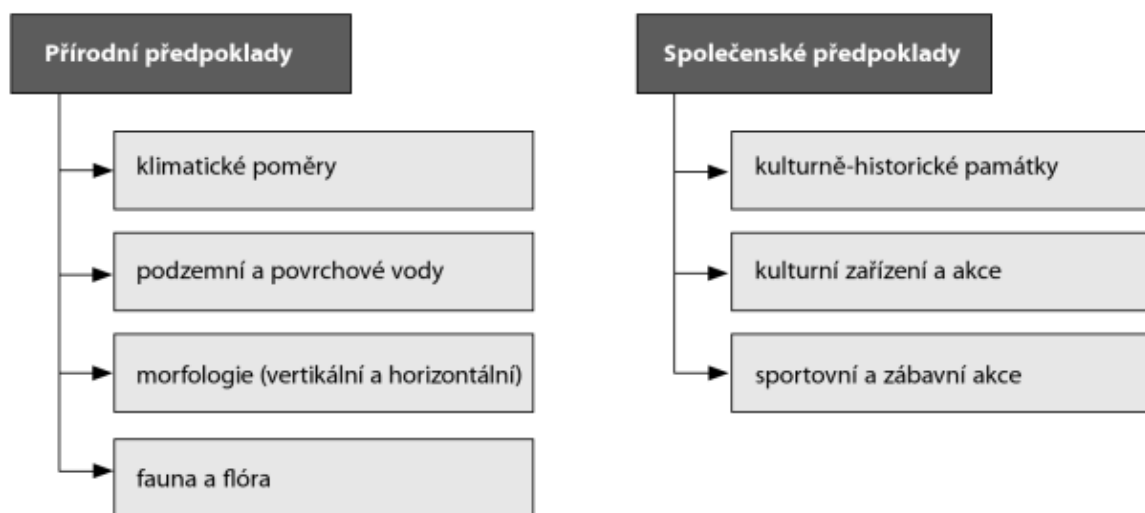 Přírodní předpoklady
klimatické poměry
podzemní a povrchové vody
morfologie (vertikální a horizontální)
fauna a flóra
Společenské předpoklady
kulturně-historické památky
kulturní zařízení a akce
sportovní a zábavní akce